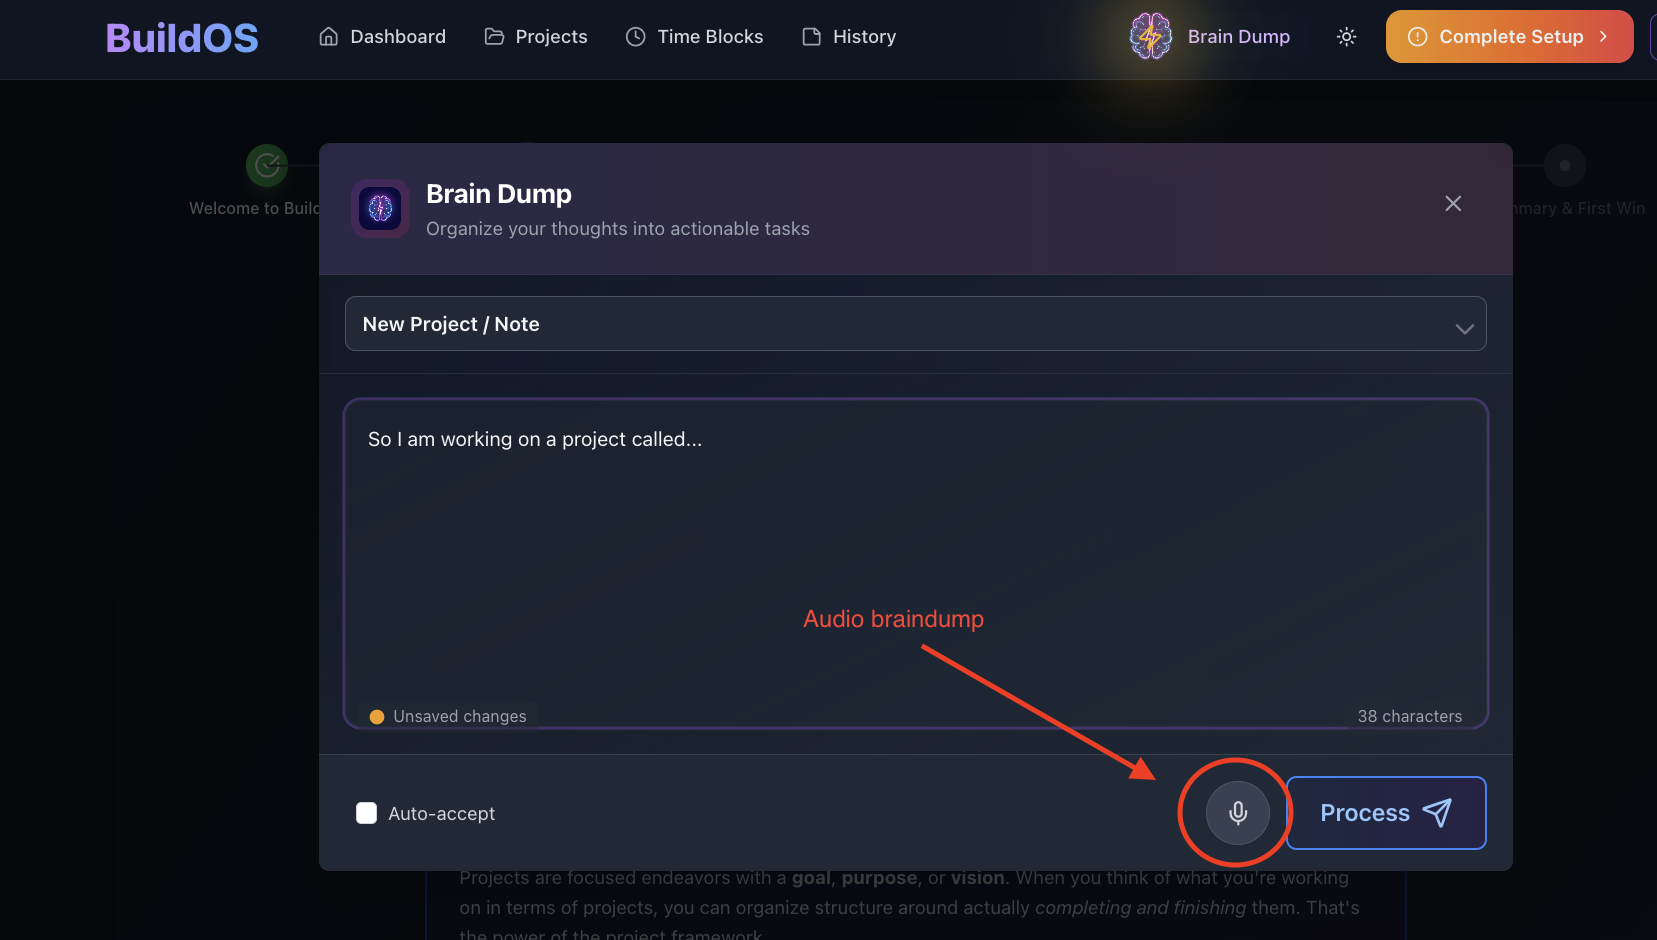 BuildOS Dashboard Projects Time Blocks History Brain Dump Complete Setup
Welcome to Build
Brain Dump
Organize your thoughts into actionable tasks
& First Win
New Project / Note
So I am working on a project called...
Audio braindump
Unsaved changes 38 characters
Auto-accept Process
Projects are focused endeavors with a goal, purpose, or vision. When you think of what you're working
on in terms of projects, you can organize structure around actually completing and finishing them. That's
the power of the project framework.